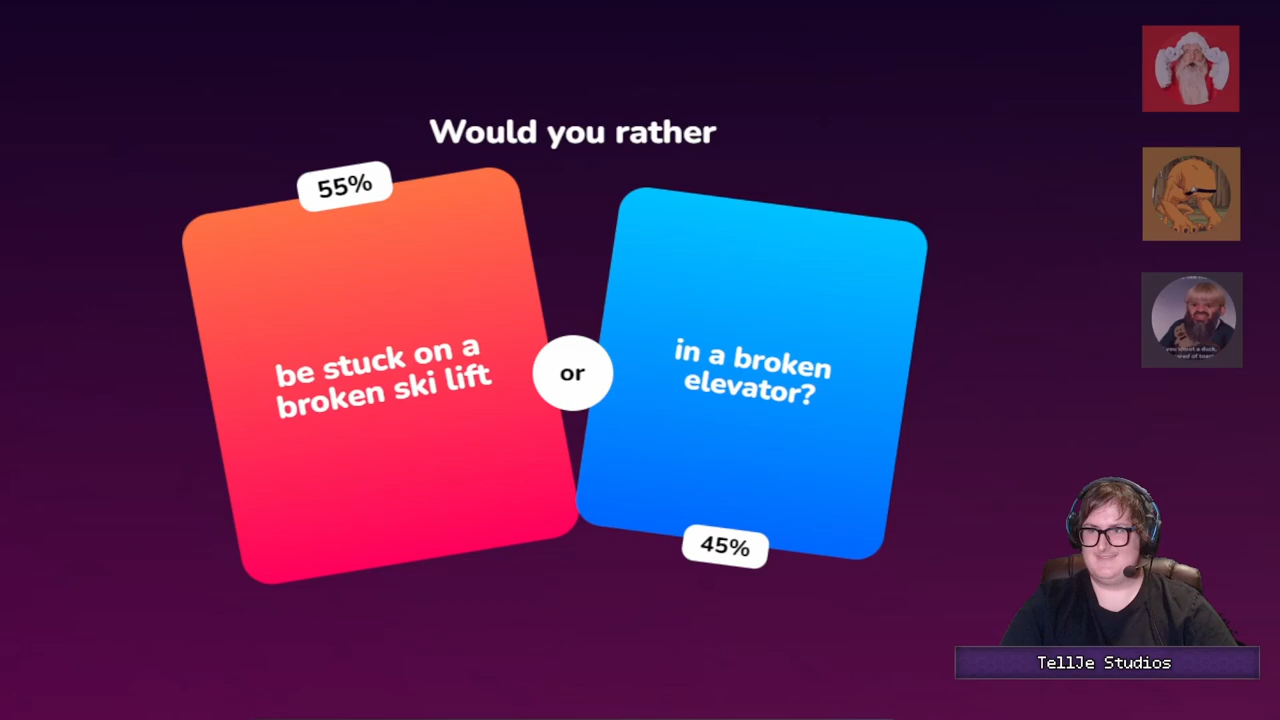 Would you rather
55%
be stuck on a
broken ski lift
or
in a broken
elevator?
45%
TellJe Studios